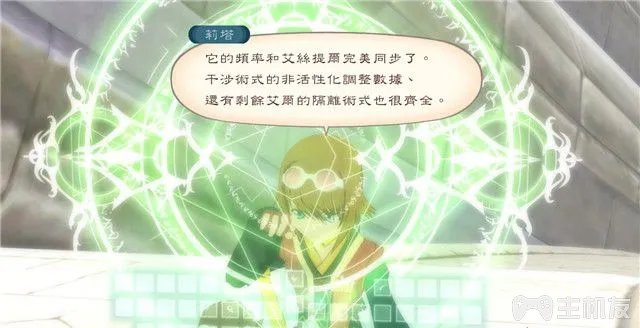 莉塔
它的頻率和艾絲提爾完美同步了。
干涉術式的非活性化調整數據、
還有剩餘艾爾的隔離術式也很齊全。
主机友